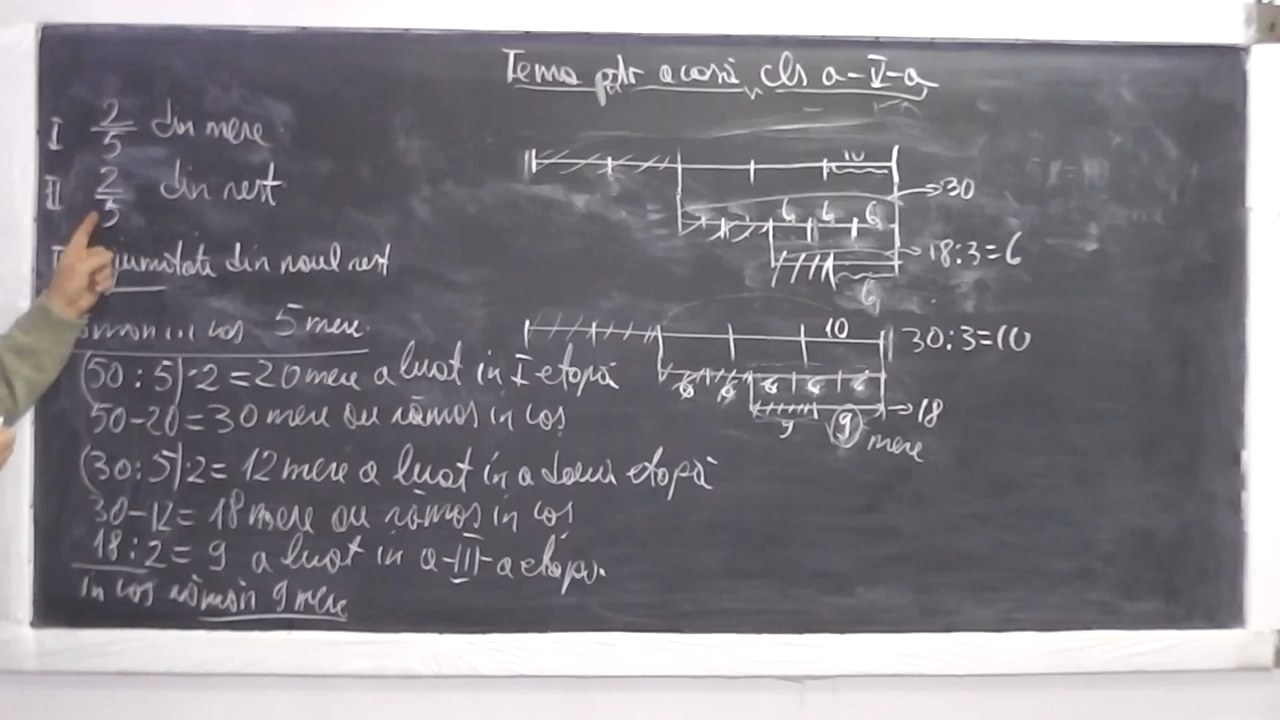 Tema ptr acasă cls a-V-a
I 2/5 din mere
II 2/5 din rest
jumătate din noul rest
în coș 5 mere.
(50:5)·2=20 mere a luat în I etapă
50-20=30 mere au rămas în coș
(30:5)·2=12 mere a luat în a doua etapă
30-12=18 mere au rămas în coș
18:2=9 a luat în a-III-a etapă.
în coș rămân 9 mere
10
→30
6 6 6
→18:3=6
6
10 30:3=10
6 6 6 6 6
9 9 →18
mere